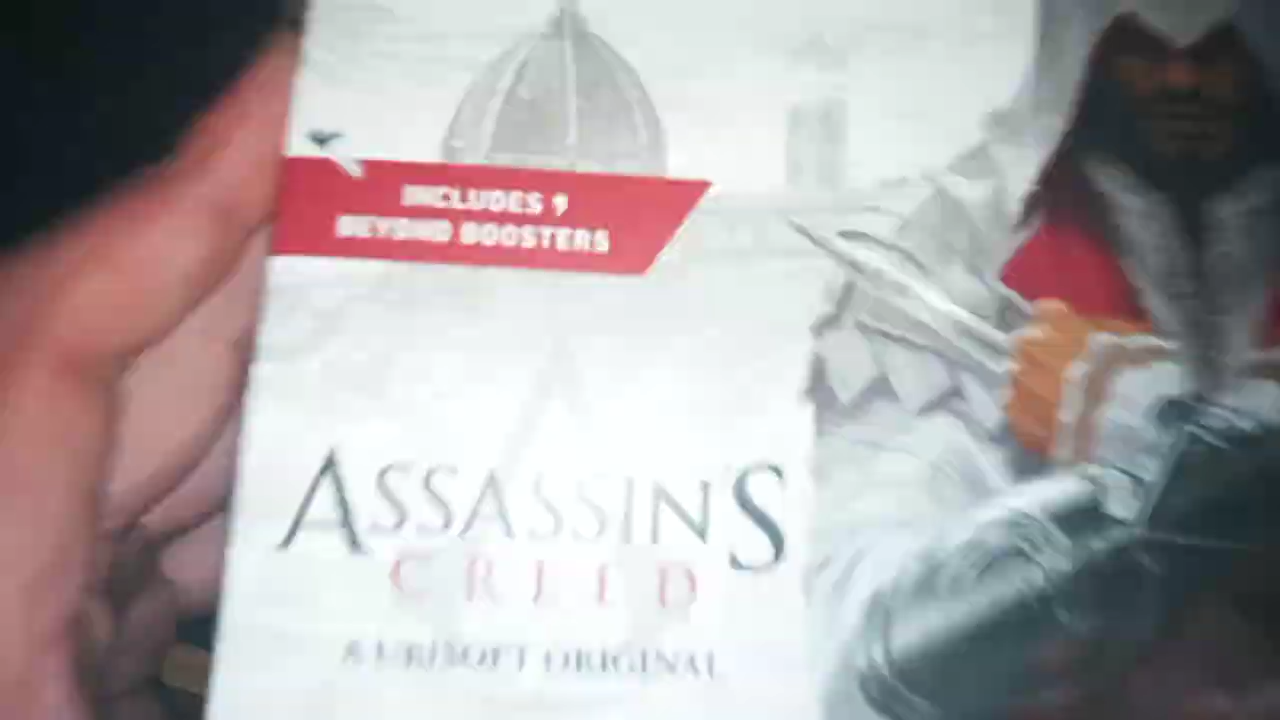 INCLUDES 9
BEYOND BOOSTERS
ASSASSIN'S
CREED
A UBISOFT ORIGINAL